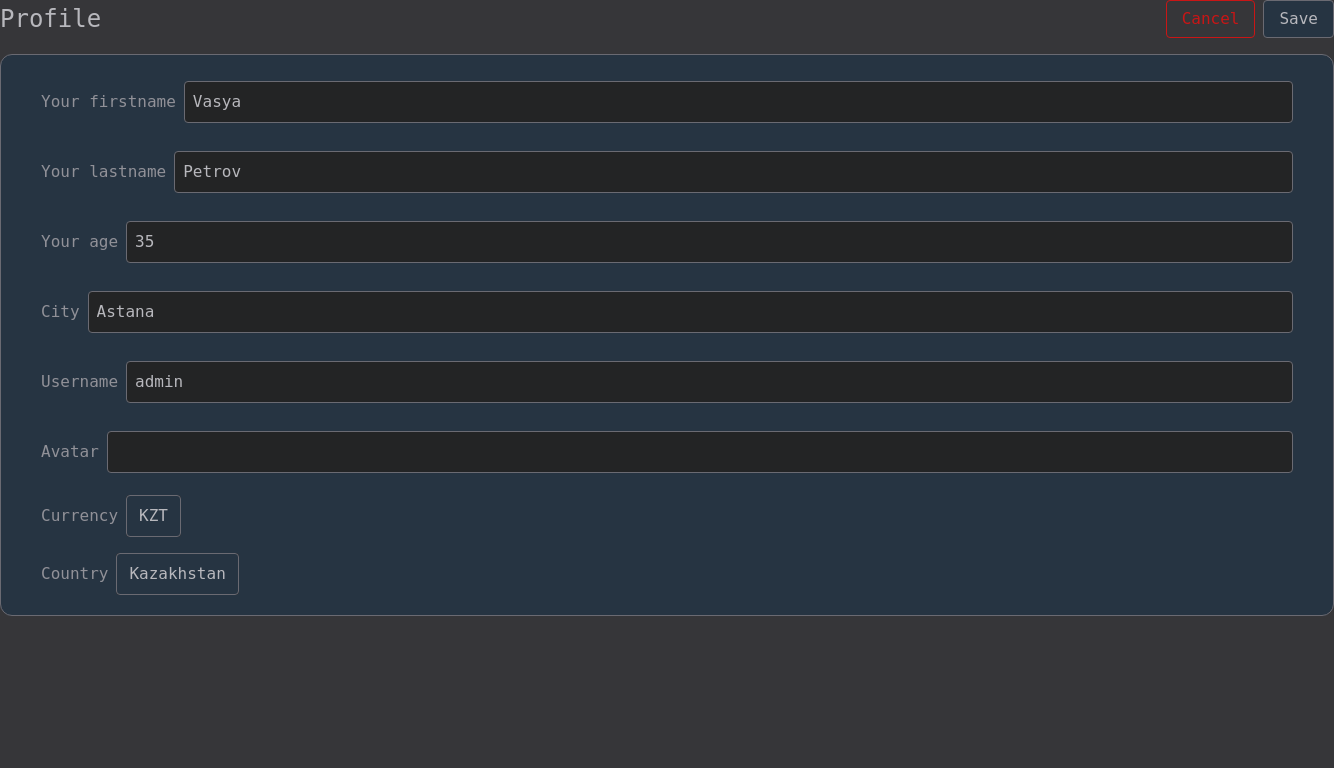 Profile Cancel Save
Your firstname Vasya
Your lastname Petrov
Your age 35
City Astana
Username admin
Avatar
Currency KZT
Country Kazakhstan